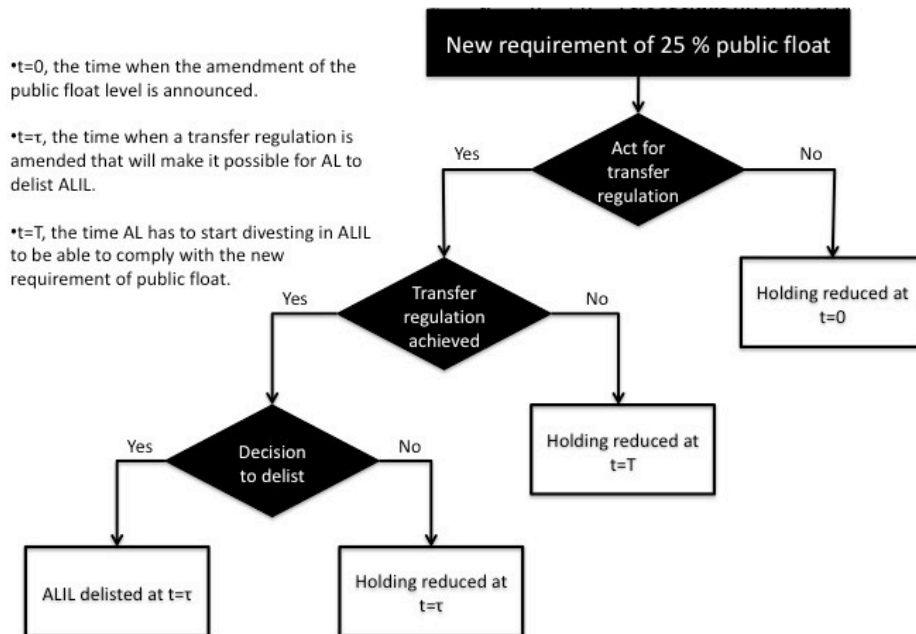 New requirement of 25 % public float
•t=0, the time when the amendment of the
public float level is announced.
•t=τ, the time when a transfer regulation is
amended that will make it possible for AL to
delist ALIL.
•t=T, the time AL has to start divesting in ALIL
to be able to comply with the new
requirement of public float.
Yes
Act for
transfer
regulation
No
Holding reduced at
t=0
Yes
Transfer
regulation
achieved
No
Holding reduced at
t=T
Yes
Decision
to delist
No
ALIL delisted at t=τ
Holding reduced at
t=τ